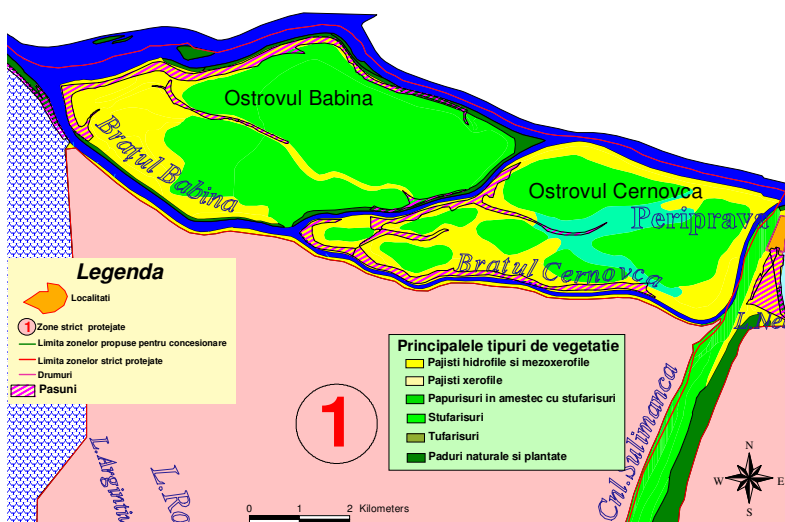 Ostrovul Babina
Braţul Babina
Ostrovul Cernovca
Periprava
Bratul Cernovca
Legenda
Localitati
1 Zone strict protejate
Limita zonelor propuse pentru concesionare
Limita zonelor strict protejate
Drumuri
Pasuni
Principalele tipuri de vegetatie
Pajisti hidrofile si mezoxerofile
Pajisti xerofile
Papurisuri in amestec cu stufarisuri
Stufarisuri
Tufarisuri
Paduri naturale si plantate
1
Cnl.Sulimanca
N
W E
S
0 1 2 Kilometers